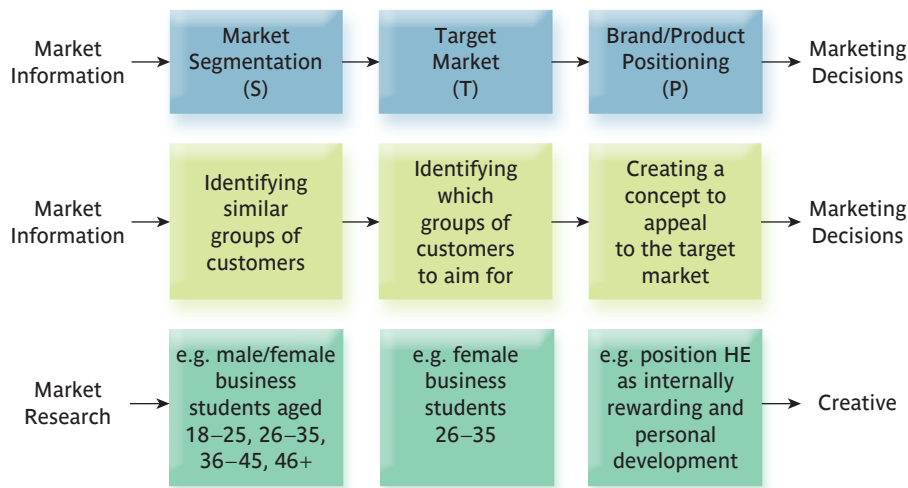 Market
Information
Market
Segmentation
(S)
Target
Market
(T)
Brand/Product
Positioning
(P)
Marketing
Decisions
Market
Information
Identifying
similar
groups of
customers
Identifying
which
groups of
customers
to aim for
Creating a
concept to
appeal
to the target
market
Marketing
Decisions
Market
Research
e.g. male/female
business
students aged
18–25, 26–35,
36–45, 46+
e.g. female
business
students
26–35
e.g. position HE
as internally
rewarding and
personal
development
Creative